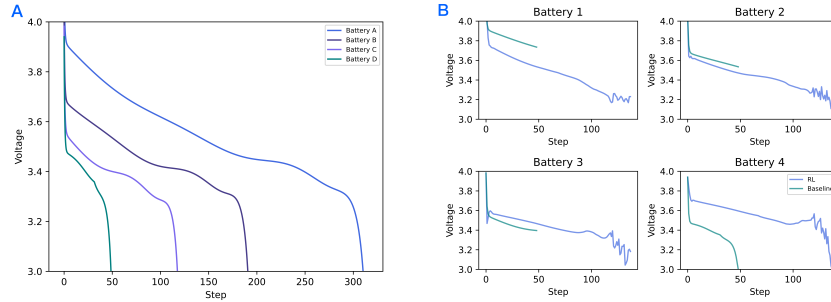 A
4.0
3.8
3.6
3.4
3.2
3.0
Voltage
0 50 100 150 200 250 300
Step
Battery A
Battery B
Battery C
Battery D
B
Battery 1
4.0
3.8
3.6
3.4
3.2
3.0
Voltage
0 50 100
Step
Battery 2
4.0
3.8
3.6
3.4
3.2
3.0
Voltage
0 50 100
Step
Battery 3
4.0
3.8
3.6
3.4
3.2
3.0
Voltage
0 50 100
Step
Battery 4
4.0
3.8
3.6
3.4
3.2
3.0
Voltage
0 50 100
Step
RL
Baseline